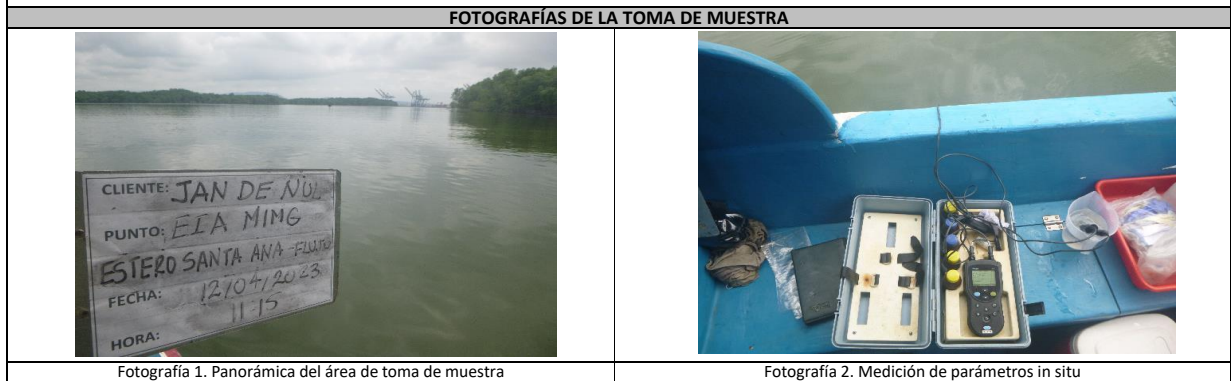 FOTOGRAFÍAS DE LA TOMA DE MUESTRA
CLIENTE: JAN DE NUL
PUNTO: EIA MING
ESTERO SANTA ANA -FLUJO
FECHA: 12/04/2023
HORA: 11 15
Fotografía 1. Panorámica del área de toma de muestra
Fotografía 2. Medición de parámetros in situ